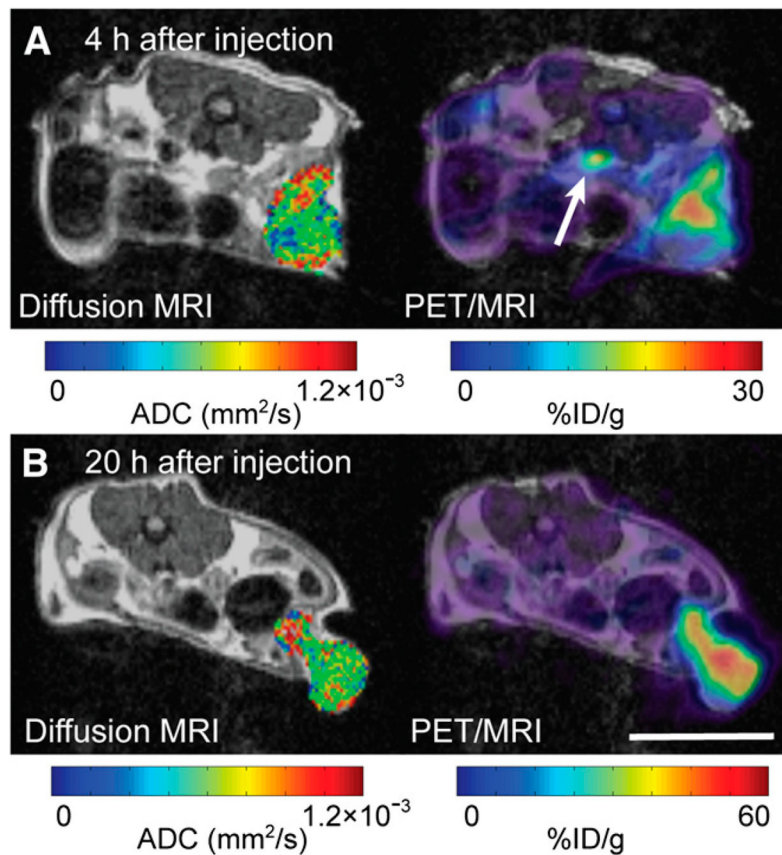 A 4 h after injection
Diffusion MRI PET/MRI
0 1.2×10⁻³ 0 30
ADC (mm²/s) %ID/g
B 20 h after injection
Diffusion MRI PET/MRI
0 1.2×10⁻³ 0 60
ADC (mm²/s) %ID/g